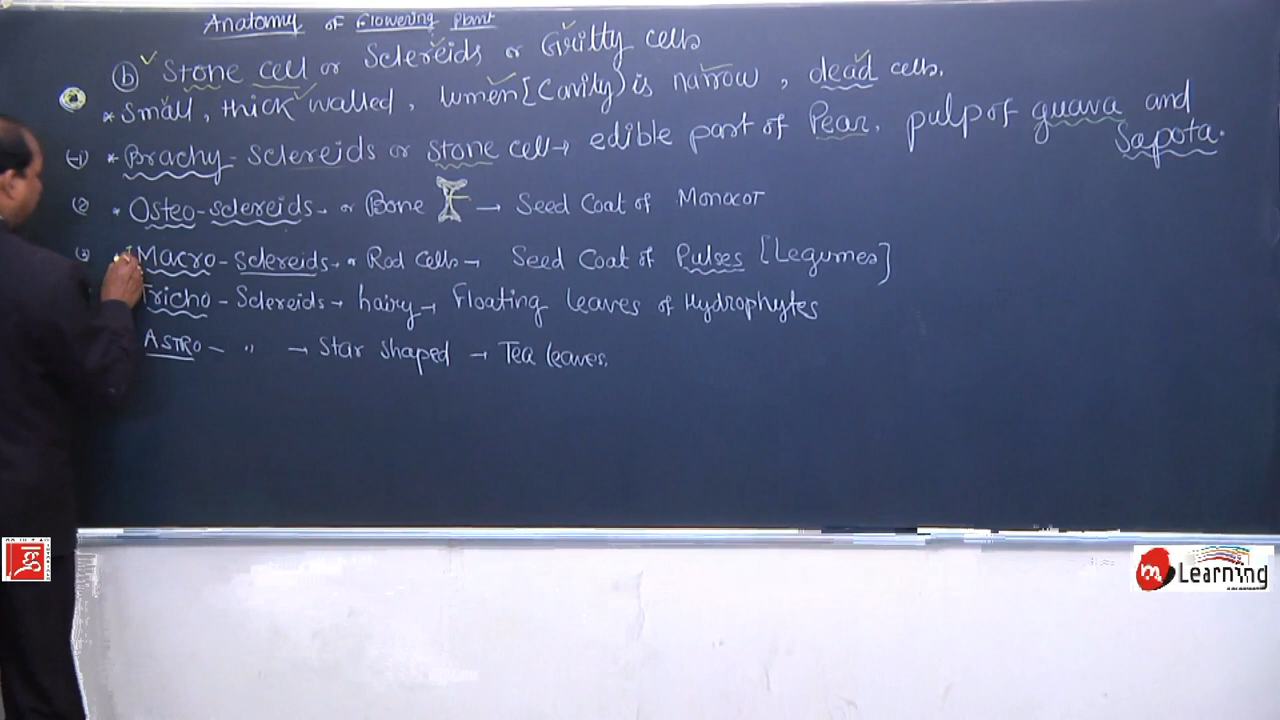 Anatomy of Flowering Plant
(b) Stone cell or Sclereids or Gritty cells
* Small, thick walled, lumen [Cavity) is narrow, dead cells.
(1) * Brachy-sclereids or stone cell → edible part of Pear, pulp of guava and Sapota.
(2) * Osteo-sclereids → or Bone → Seed Coat of Monocot
(3) Macro-sclereids → or Rod Cells → Seed Coat of Pulses [Legumes]
Tricho-Sclereids → hairy → Floating leaves of Hydrophytes
ASTRO- " → Star shaped → Tea leaves.
m Learning